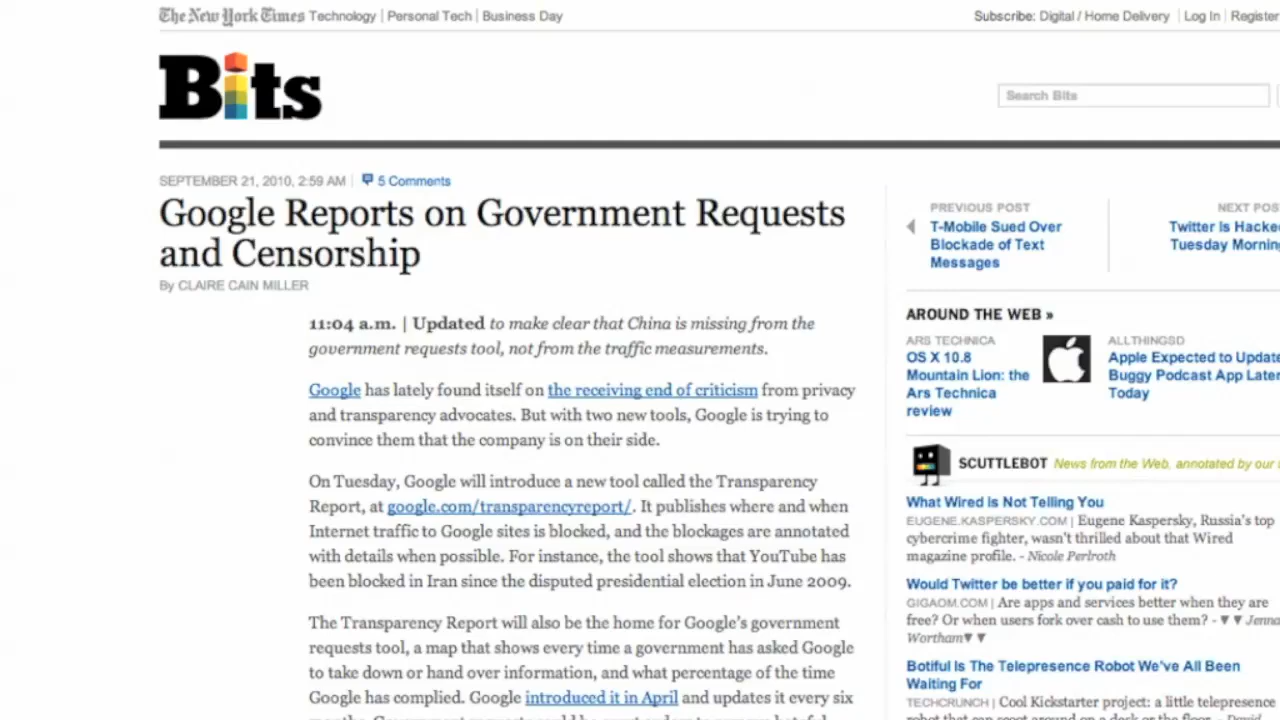 The New York Times Technology | Personal Tech | Business Day
Subscribe: Digital / Home Delivery | Log In | Register
Bits
Search Bits
SEPTEMBER 21, 2010, 2:59 AM | 5 Comments
Google Reports on Government Requests
and Censorship
By CLAIRE CAIN MILLER
11:04 a.m. | Updated to make clear that China is missing from the
government requests tool, not from the traffic measurements.
Google has lately found itself on the receiving end of criticism from privacy
and transparency advocates. But with two new tools, Google is trying to
convince them that the company is on their side.
On Tuesday, Google will introduce a new tool called the Transparency
Report, at google.com/transparencyreport/. It publishes where and when
Internet traffic to Google sites is blocked, and the blockages are annotated
with details when possible. For instance, the tool shows that YouTube has
been blocked in Iran since the disputed presidential election in June 2009.
The Transparency Report will also be the home for Google's government
requests tool, a map that shows every time a government has asked Google
to take down or hand over information, and what percentage of the time
Google has complied. Google introduced it in April and updates it every six
PREVIOUS POST
T-Mobile Sued Over
Blockade of Text
Messages
NEXT POST
Twitter Is Hacked
Tuesday Morning
AROUND THE WEB »
ARS TECHNICA
OS X 10.8
Mountain Lion: the
Ars Technica
review
ALLTHINGSD
Apple Expected to Update
Buggy Podcast App Later
Today
SCUTTLEBOT News from the Web, annotated by our
What Wired is Not Telling You
EUGENE.KASPERSKY.COM | Eugene Kaspersky, Russia's top
cybercrime fighter, wasn't thrilled about that Wired
magazine profile. - Nicole Perlroth
Would Twitter be better if you paid for it?
GIGAOM.COM | Are apps and services better when they are
free? Or when users fork over cash to use them? - ▼▼ Jenna
Wortham▼▼
Botiful Is The Telepresence Robot We've All Been
Waiting For
TECHCRUNCH | Cool Kickstarter project: a little telepresence